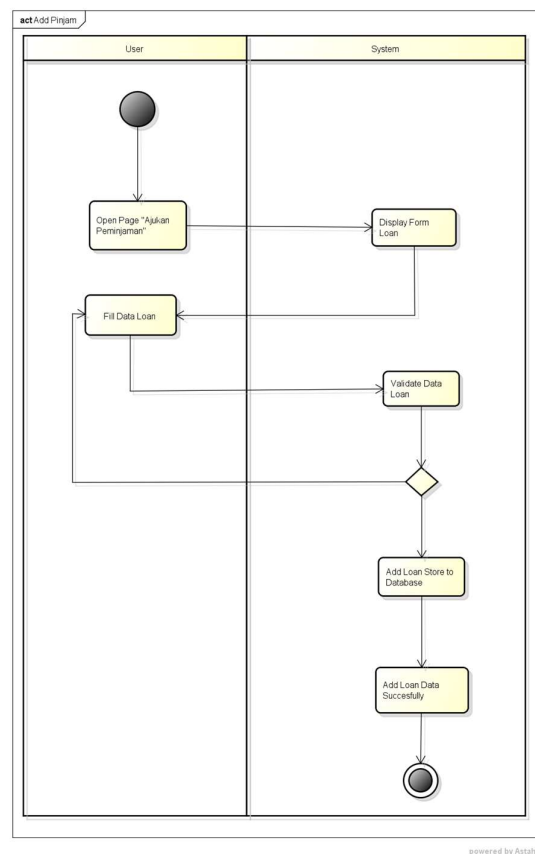 act Add Pinjam
User
System
Open Page "Ajukan
Peminjaman"
Display Form
Loan
Fill Data Loan
Validate Data
Loan
Add Loan Store to
Database
Add Loan Data
Succesfully
powered by Astah